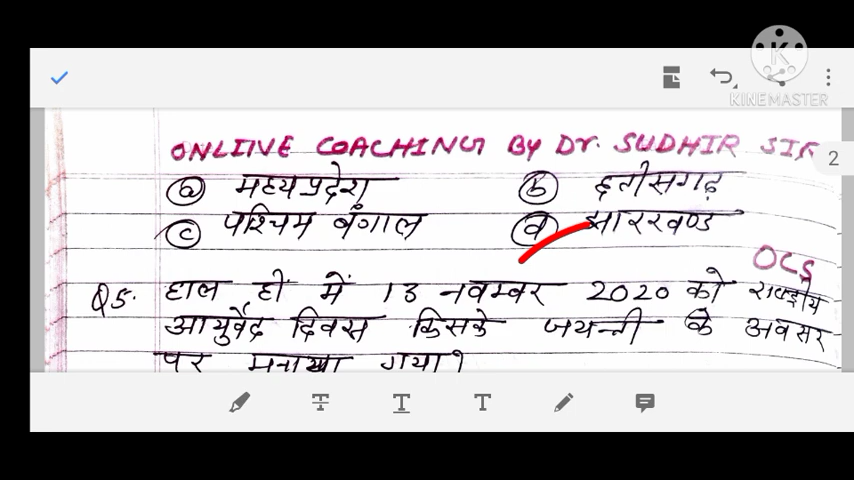 KINEMASTER
2
ONLINE COACHING By Dr. SUDHIR SIR
(a) मध्यप्रदेश (b) छत्तीसगढ़
(c) पश्चिम बंगाल (d) झारखण्ड
OCS
Q5. हाल ही में 13 नवम्बर 2020 को राष्ट्रीय
आयुर्वेद दिवस किसके जयन्ती के अवसर
पर मनाया गया?
T T T